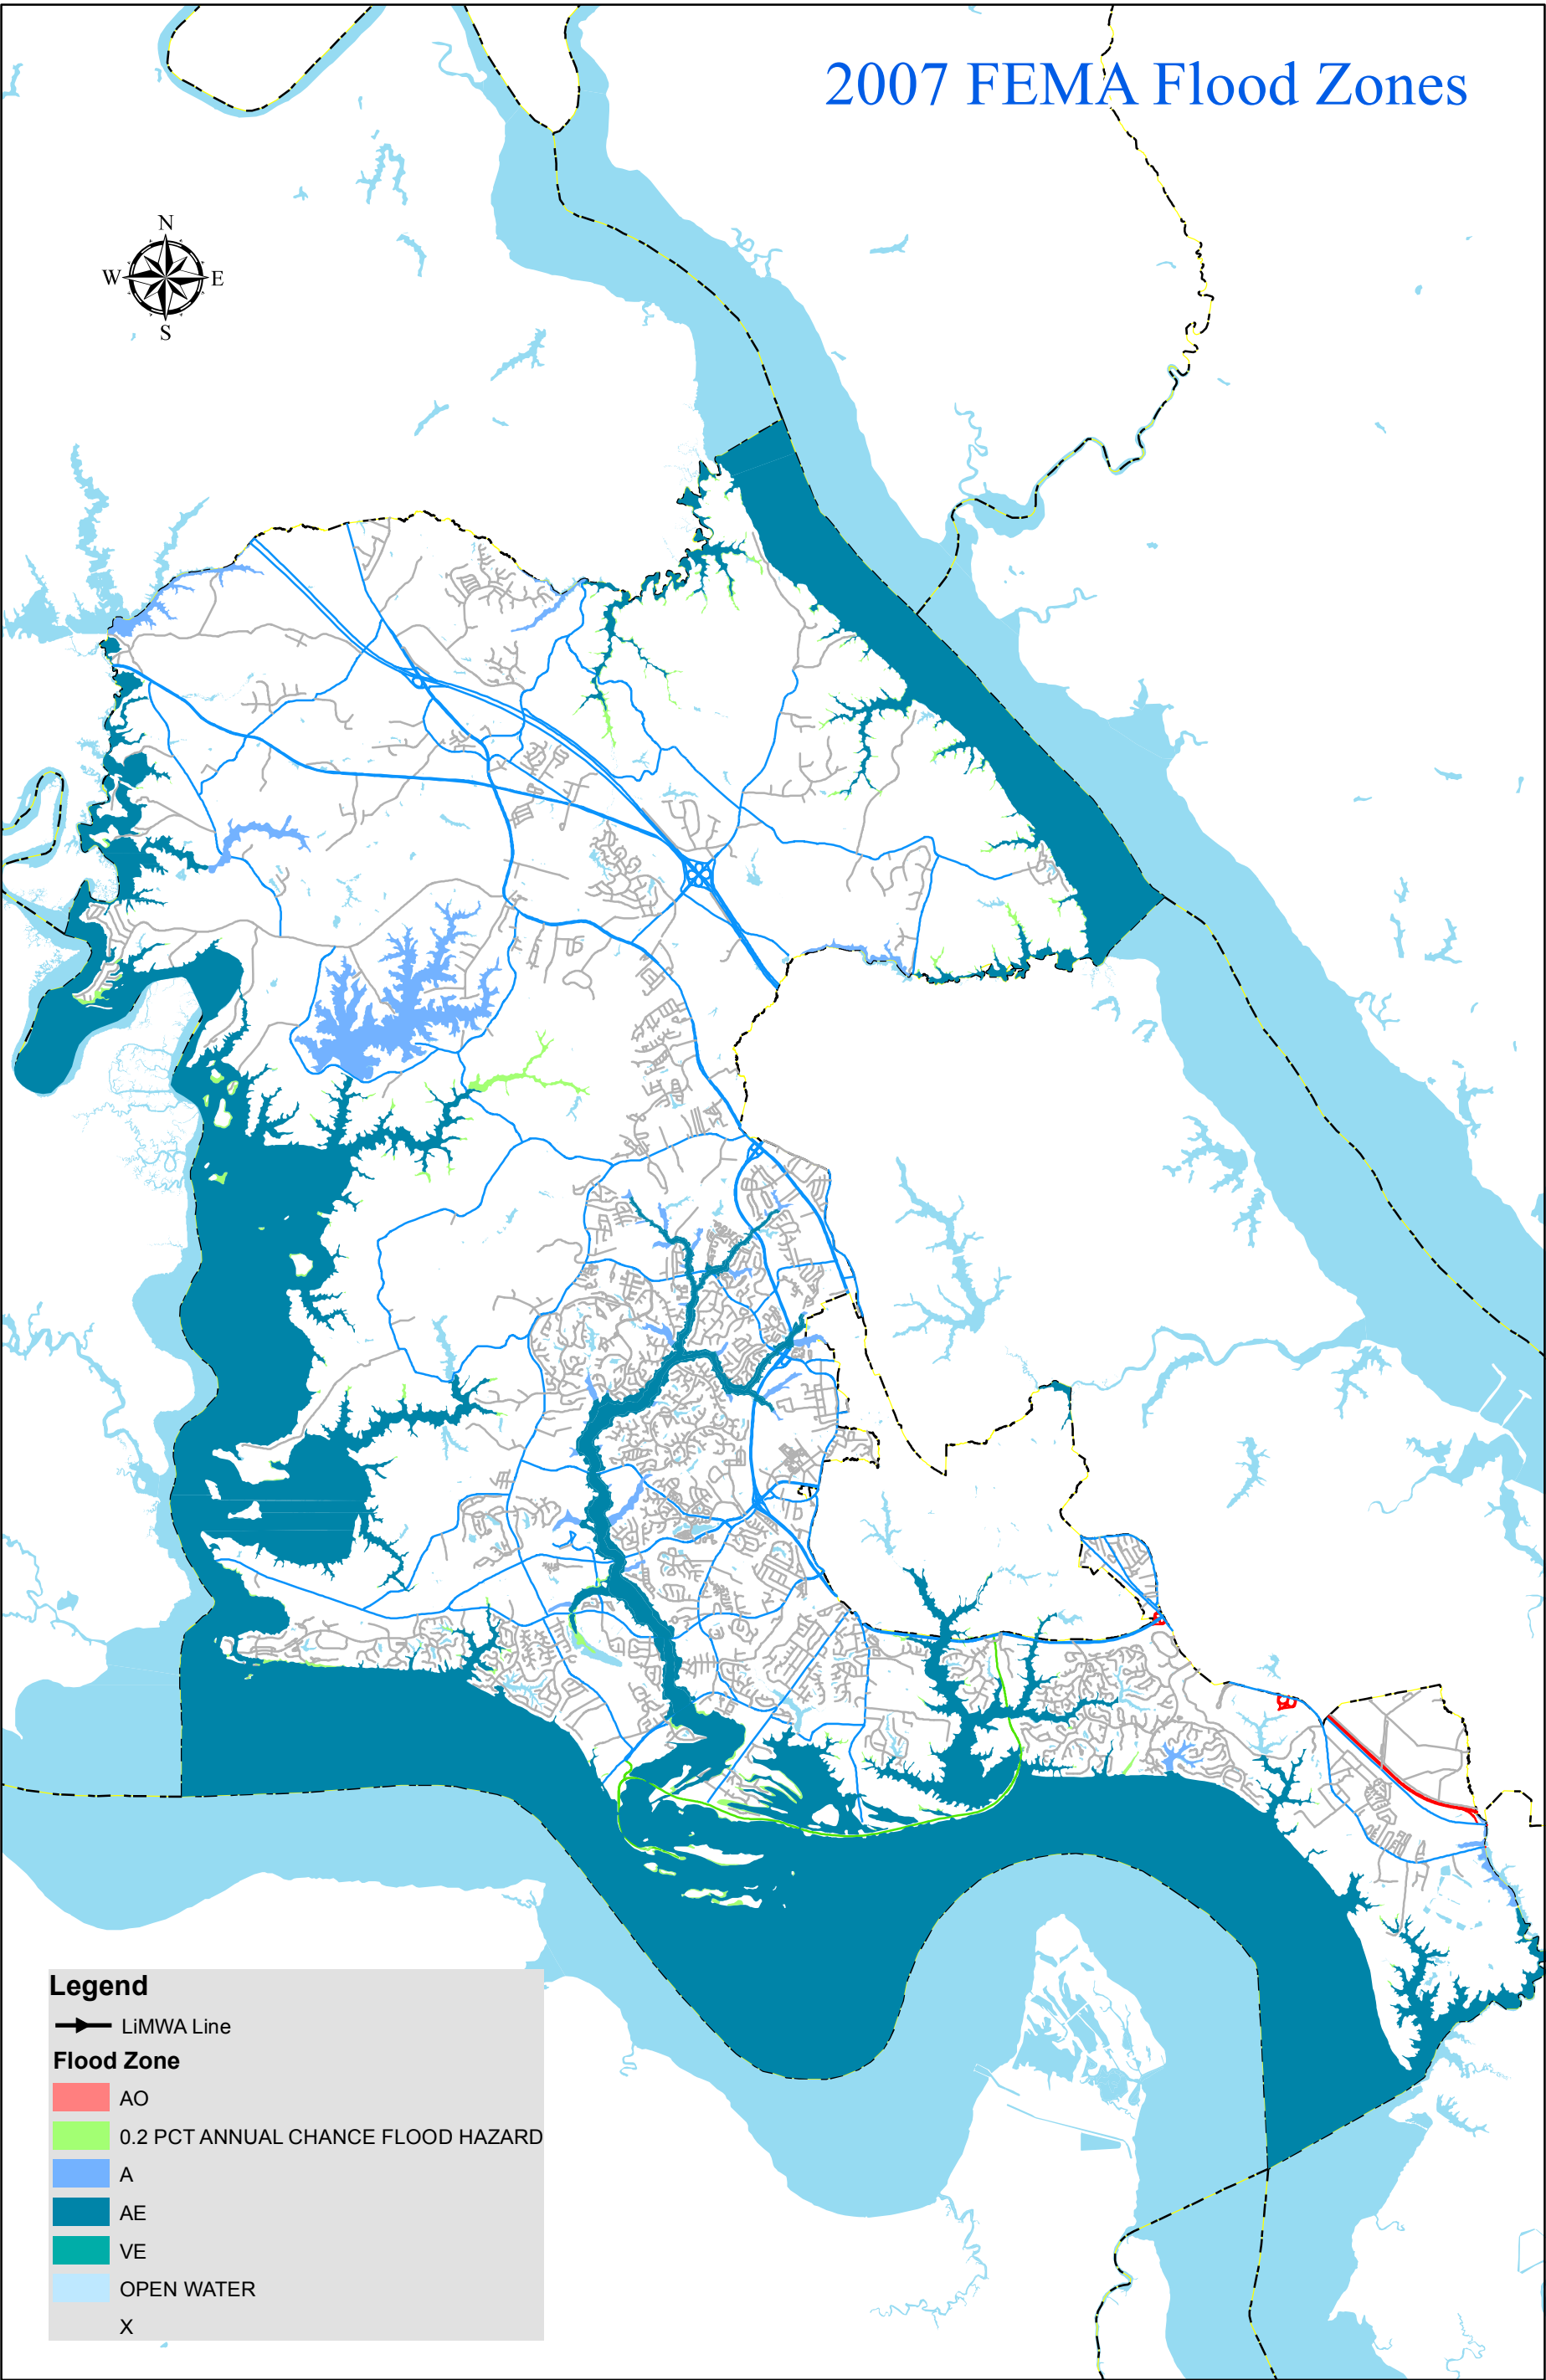 2007 FEMA Flood Zones
N
W E
S
Legend
LiMWA Line
Flood Zone
AO
0.2 PCT ANNUAL CHANCE FLOOD HAZARD
A
AE
VE
OPEN WATER
X